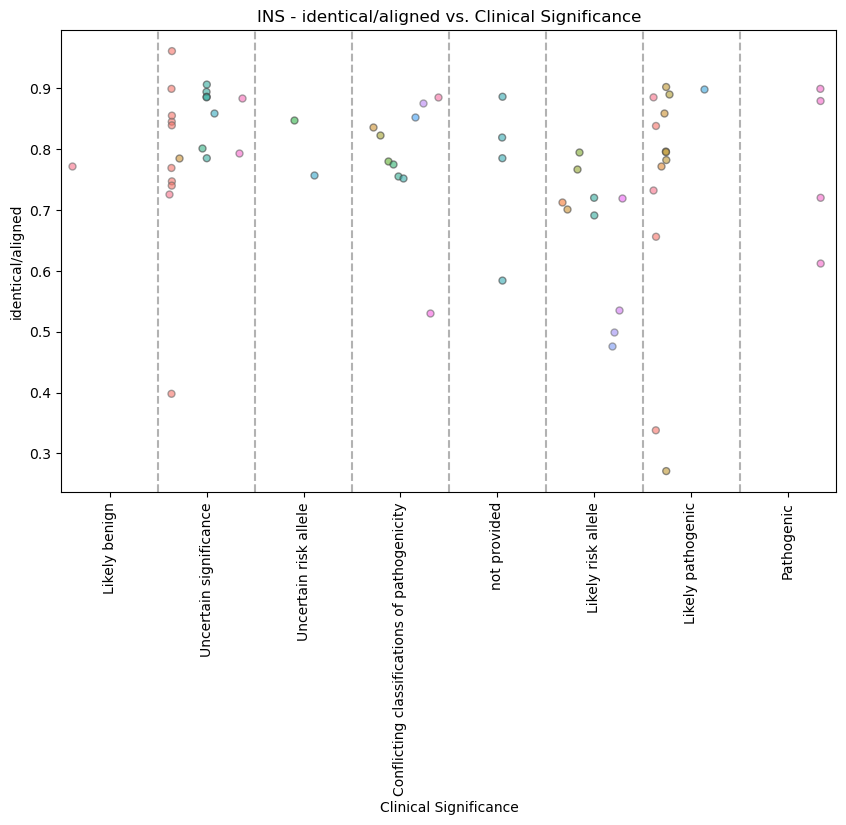 INS - identical/aligned vs. Clinical Significance
identical/aligned
0.9
0.8
0.7
0.6
0.5
0.4
0.3
Likely benign
Uncertain significance
Uncertain risk allele
Conflicting classifications of pathogenicity
not provided
Likely risk allele
Likely pathogenic
Pathogenic
Clinical Significance